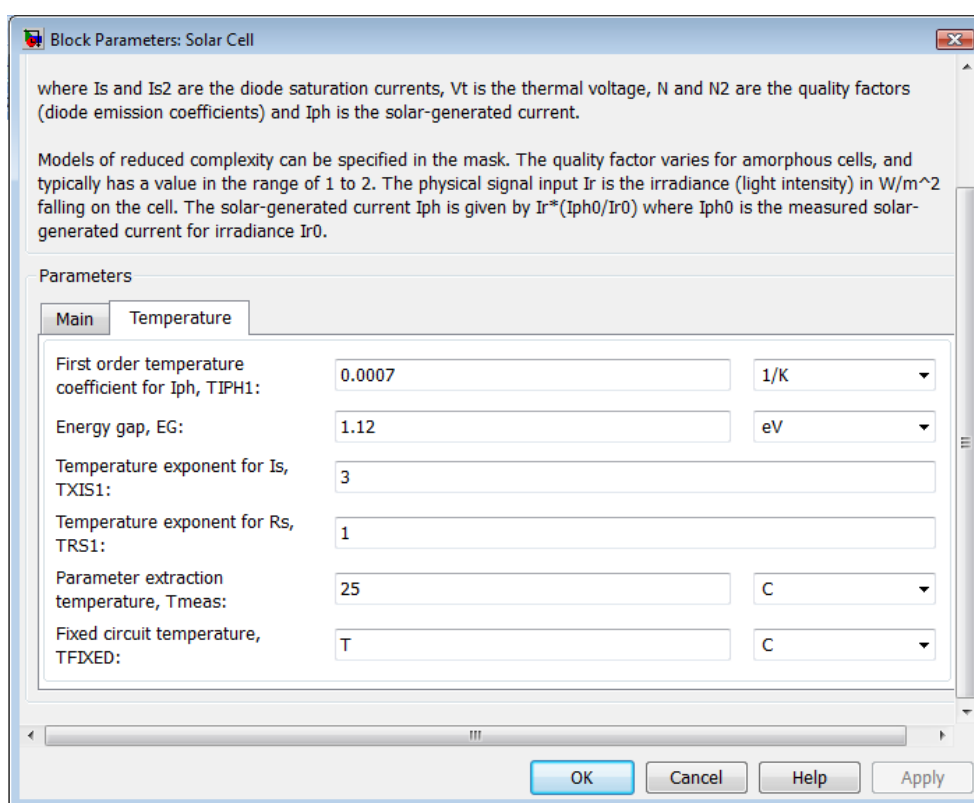 Block Parameters: Solar Cell
where Is and Is2 are the diode saturation currents, Vt is the thermal voltage, N and N2 are the quality factors
(diode emission coefficients) and Iph is the solar-generated current.
Models of reduced complexity can be specified in the mask. The quality factor varies for amorphous cells, and
typically has a value in the range of 1 to 2. The physical signal input Ir is the irradiance (light intensity) in W/m^2
falling on the cell. The solar-generated current Iph is given by Ir*(Iph0/Ir0) where Iph0 is the measured solar-
generated current for irradiance Ir0.
Parameters
Main Temperature
First order temperature
coefficient for Iph, TIPH1: 0.0007 1/K
Energy gap, EG: 1.12 eV
Temperature exponent for Is,
TXIS1: 3
Temperature exponent for Rs,
TRS1: 1
Parameter extraction
temperature, Tmeas: 25 C
Fixed circuit temperature,
TFIXED: T C
OK Cancel Help Apply